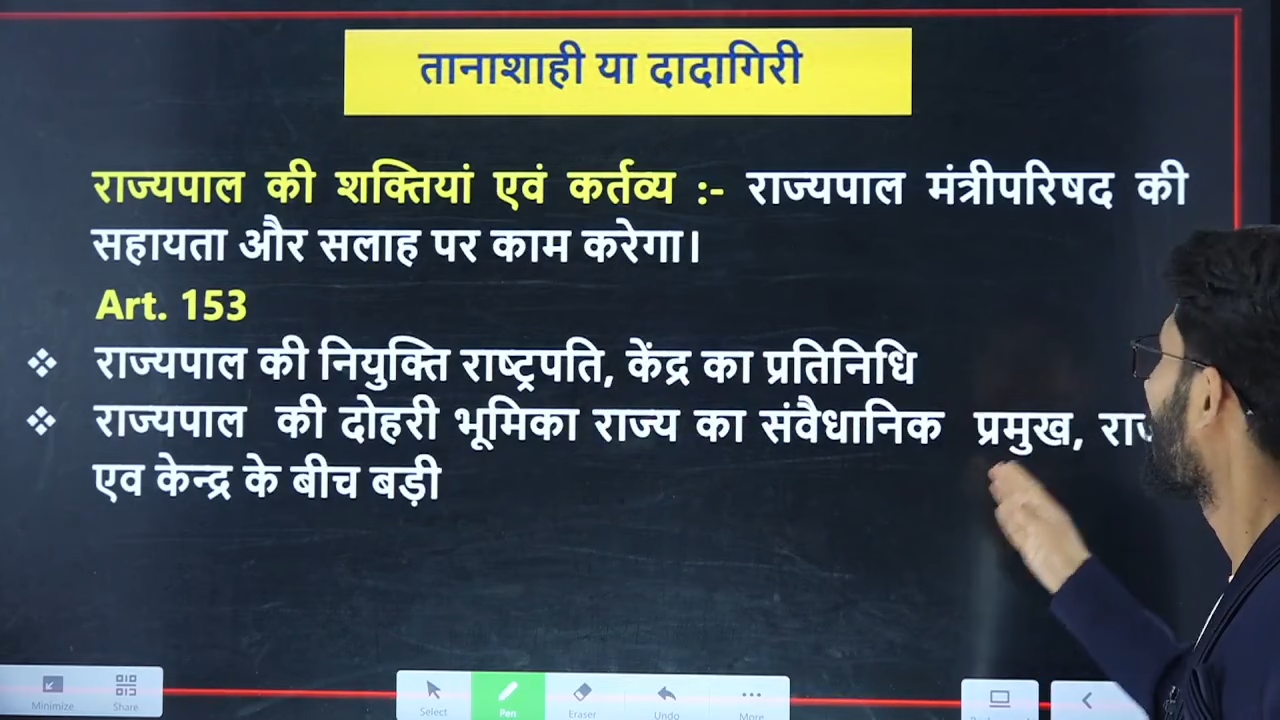 तानाशाही या दादागिरी
राज्यपाल की शक्तियां एवं कर्तव्य :- राज्यपाल मंत्रीपरिषद की
सहायता और सलाह पर काम करेगा।
Art. 153
❖ राज्यपाल की नियुक्ति राष्ट्रपति, केंद्र का प्रतिनिधि
❖ राज्यपाल की दोहरी भूमिका राज्य का संवैधानिक प्रमुख,
एव केन्द्र के बीच बड़ी
Minimize Share Select Pen Eraser Undo More